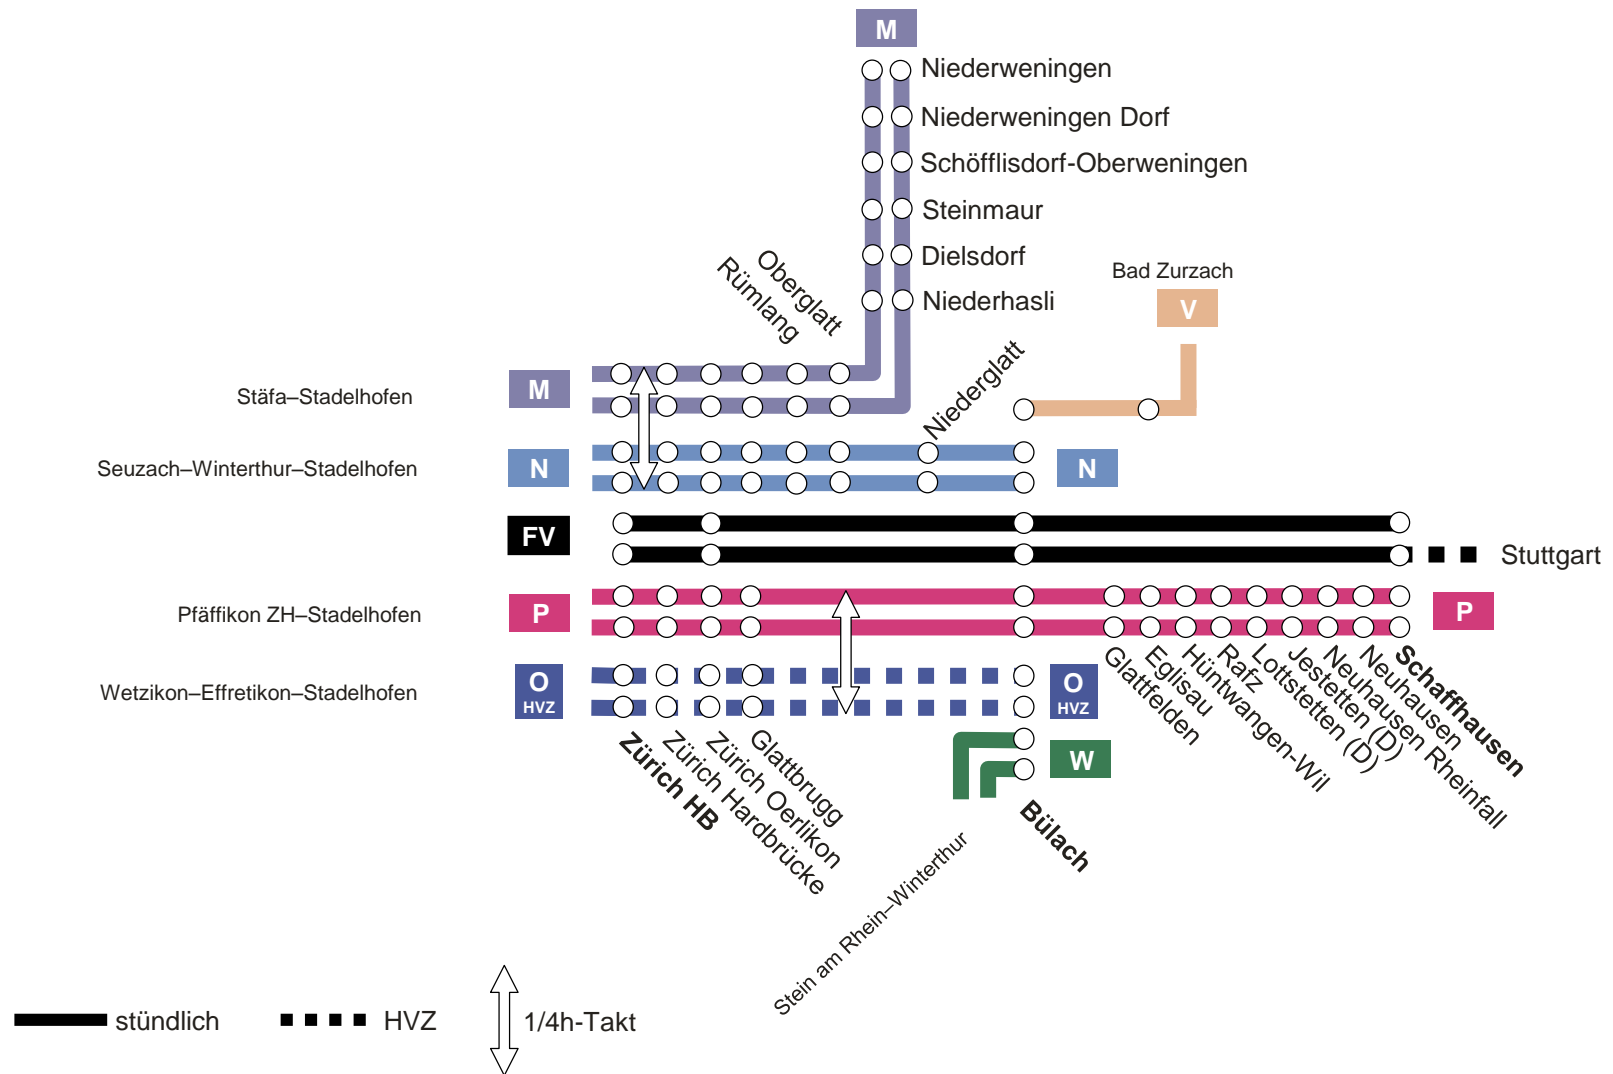 M
Niederweningen
Niederweningen Dorf
Schöfflisdorf-Oberweningen
Steinmaur
Dielsdorf
Niederhasli
Oberglatt
Rümlang
Bad Zurzach
V
Stäfa–Stadelhofen
M
Niederglatt
Seuzach–Winterthur–Stadelhofen
N
N
FV
Stuttgart
Pfäffikon ZH–Stadelhofen
P
P
Wetzikon–Effretikon–Stadelhofen
O
HVZ
O
HVZ
W
Zürich HB
Zürich Hardbrücke
Zürich Oerlikon
Glattbrugg
Bülach
Glattfelden
Eglisau
Hüntwangen-Wil
Rafz
Lottstetten (D)
Jestetten (D)
Neuhausen Rheinfall
Neuhausen
Schaffhausen
Stein am Rhein–Winterthur
stündlich
HVZ
1/4h-Takt